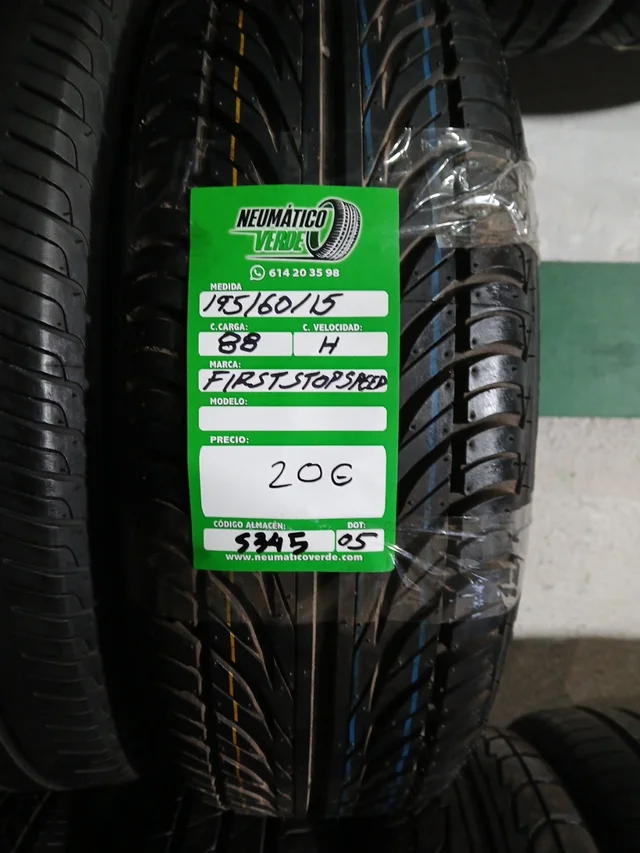 NEUMÁTICO
VERDE
614 20 35 98
MEDIDA
195/60/15
C.CARGA: C. VELOCIDAD:
88 H
MARCA:
FIRSTSTOPSPEED
MODELO:
PRECIO:
20€
CÓDIGO ALMACÉN: DOT:
S345 05
www.neumaticoverde.com